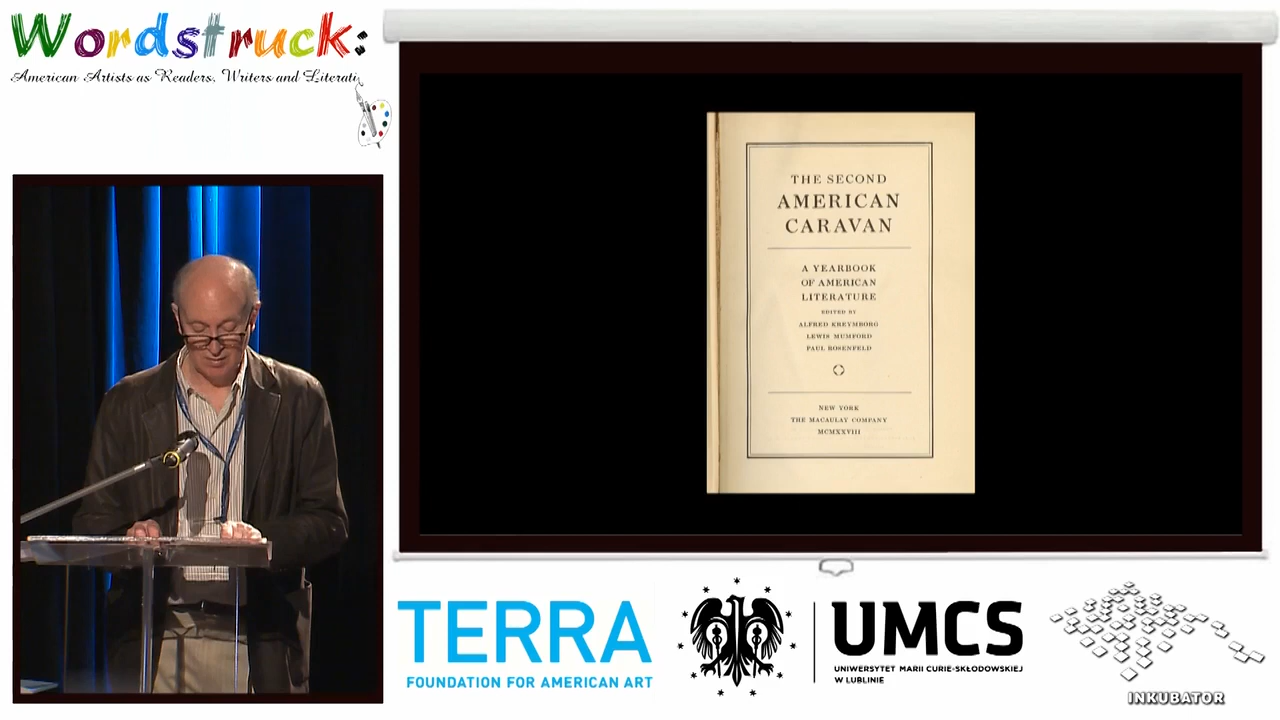 Wordstruck:
American Artists as Readers, Writers and Literati
THE SECOND
AMERICAN
CARAVAN
A YEARBOOK
OF AMERICAN
LITERATURE
EDITED BY
ALFRED KREYMBORG
LEWIS MUMFORD
PAUL ROSENFELD
NEW YORK
THE MACAULAY COMPANY
MCMXXVIII
TERRA
FOUNDATION FOR AMERICAN ART
UMCS
UNIWERSYTET MARII CURIE-SKŁODOWSKIEJ
W LUBLINIE
INKUBATOR